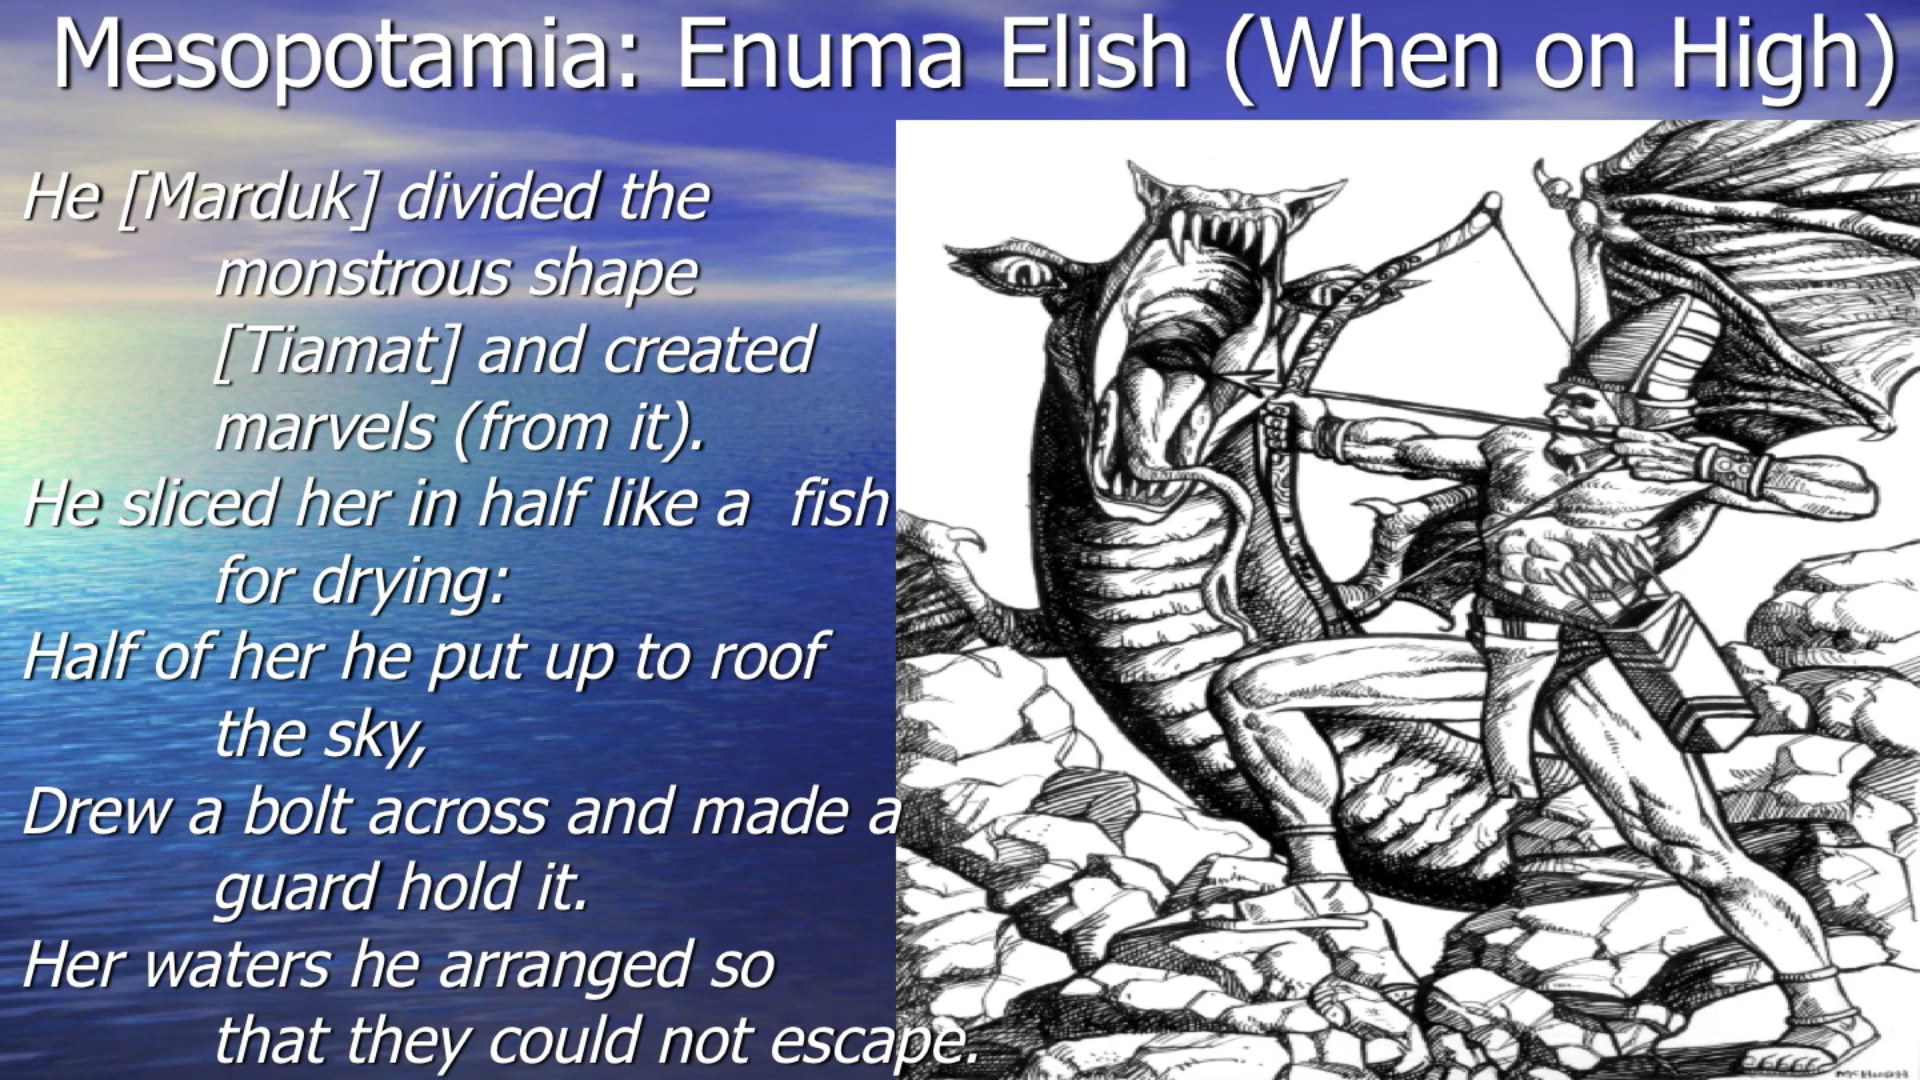 Mesopotamia: Enuma Elish (When on High)
He [Marduk] divided the
monstrous shape
[Tiamat] and created
marvels (from it).
He sliced her in half like a  fish
for drying:
Half of her he put up to roof
the sky,
Drew a bolt across and made a
guard hold it.
Her waters he arranged so
that they could not escape.